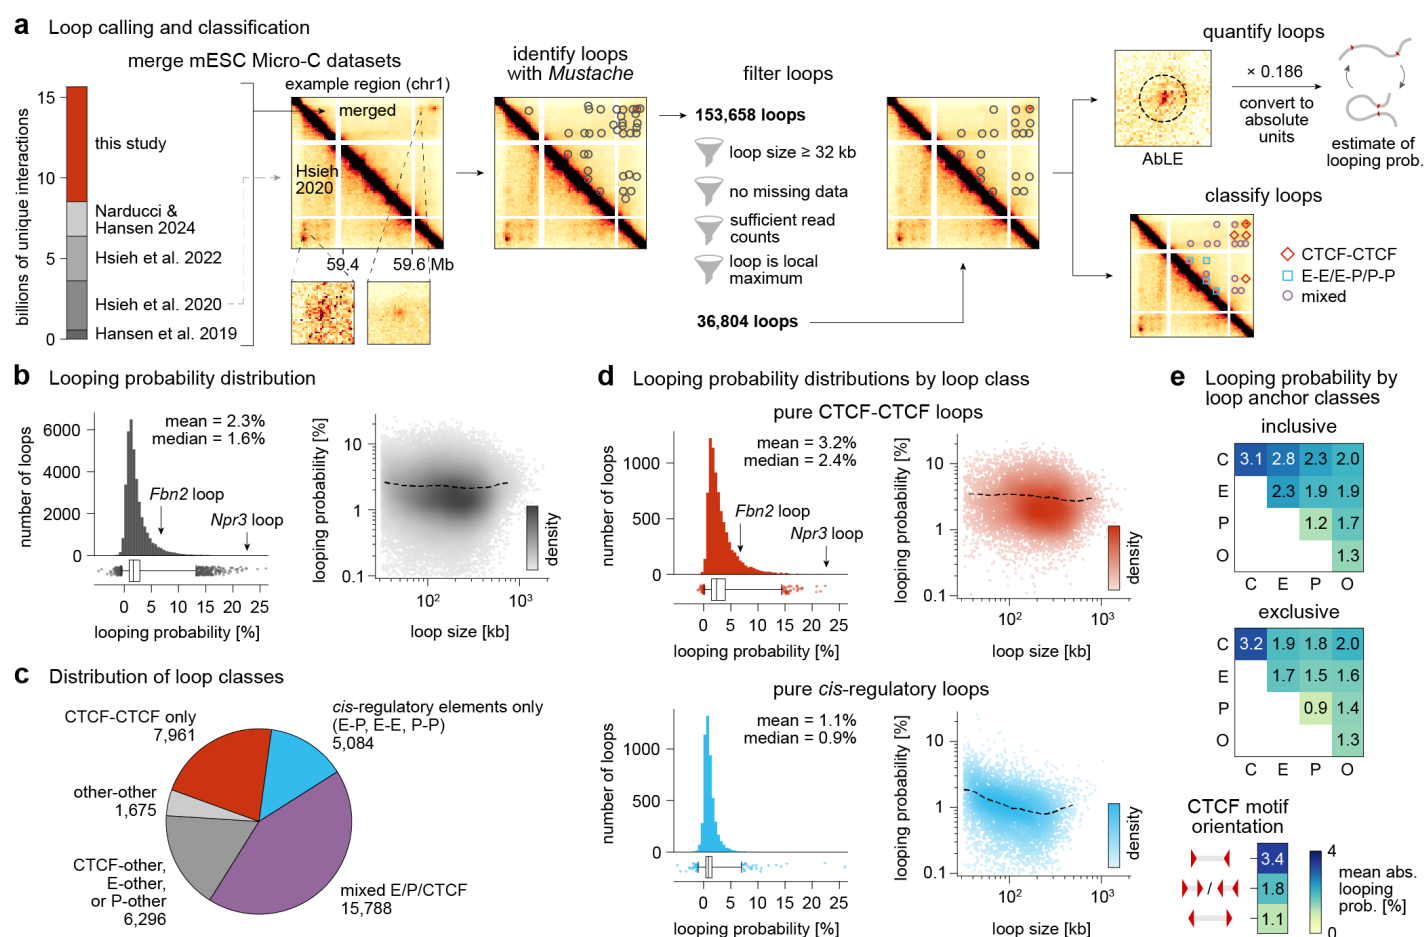 a Loop calling and classification
merge mESC Micro-C datasets
billions of unique interactions
15
10
5
0
this study
Narducci &
Hansen 2024
Hsieh et al. 2022
Hsieh et al. 2020
Hansen et al. 2019
example region (chr1)
merged
Hsieh
2020
59.4
59.6 Mb
identify loops
with Mustache
filter loops
153,658 loops
loop size ≥ 32 kb
no missing data
sufficient read
counts
loop is local
maximum
36,804 loops
quantify loops
AbLE
× 0.186
convert to
absolute
units
estimate of
looping prob.
classify loops
CTCF-CTCF
E-E/E-P/P-P
mixed
b Looping probability distribution
number of loops
6000
4000
2000
0
mean = 2.3%
median = 1.6%
Fbn2 loop
Npr3 loop
0 5 10 15 20 25
looping probability [%]
looping probability [%]
10
1
0.1
density
10² 10³
loop size [kb]
c Distribution of loop classes
CTCF-CTCF only
7,961
cis-regulatory elements only
(E-P, E-E, P-P)
5,084
other-other
1,675
CTCF-other,
E-other,
or P-other
6,296
mixed E/P/CTCF
15,788
d Looping probability distributions by loop class
pure CTCF-CTCF loops
number of loops
1000
500
0
mean = 3.2%
median = 2.4%
Fbn2 loop
Npr3 loop
0 5 10 15 20 25
looping probability [%]
looping probability [%]
10
1
0.1
density
10² 10³
loop size [kb]
pure cis-regulatory loops
number of loops
1000
500
0
mean = 1.1%
median = 0.9%
0 5 10 15 20 25
looping probability [%]
looping probability [%]
10
1
0.1
density
10² 10³
loop size [kb]
e Looping probability by
loop anchor classes
inclusive
C 3.1 2.8 2.3 2.0
E 2.3 1.9 1.9
P 1.2 1.7
O 1.3
C E P O
exclusive
C 3.2 1.9 1.8 2.0
E 1.7 1.5 1.6
P 0.9 1.4
O 1.3
C E P O
CTCF motif
orientation
3.4
/ 1.8
1.1
4
mean abs.
looping
prob. [%]
0